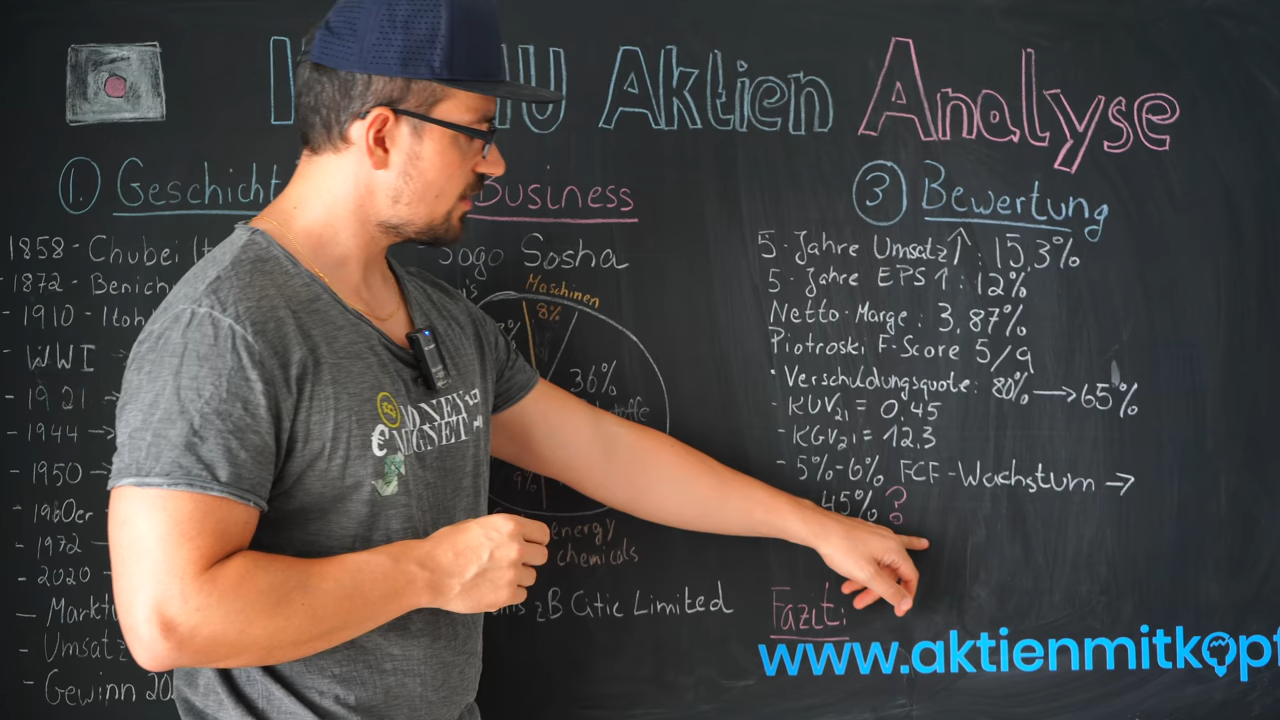 Aktien Analyse
① Geschicht
1858 - Chubei It
- 1872 - Benich
- 1910 - Itoh
- WWI →
- 1921 →
- 1944 →
- 1950 →
- 1960er
- 1972 -
- 2020 -
- Markt
- Umsatz
- Gewinn 20
Business
Sogo Sosha
Maschinen
8%
36%
9%
energy
chemicals
zB Citic Limited
③ Bewertung
5-Jahre Umsatz↑: 15,3%
5-Jahre EPS↑: 12%
Netto-Marge: 3,87%
Piotroski F-Score 5/9
- Verschuldungsquote: 80% → 65%
- KUV21 = 0.45
- KGV21 = 12.3
- 5%-6% FCF-Wachstum →
45% ?
Fazit:
www.aktienmitkopf
MONEY
MAGNET